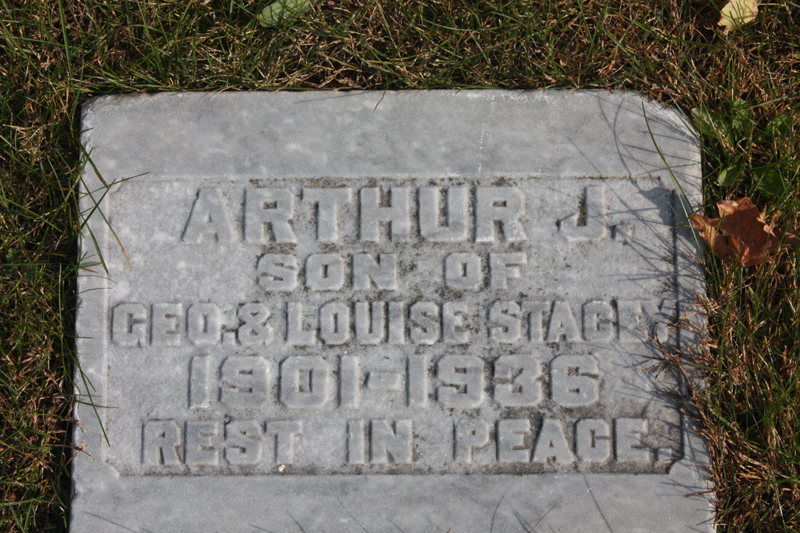 ARTHUR J.
SON OF
GEO. & LOUISE STACEY
1901-1936
REST IN PEACE.